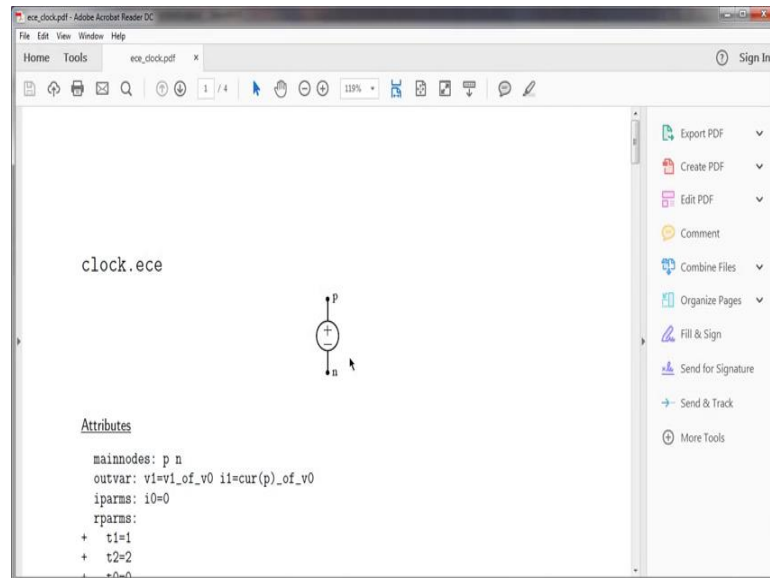 ece_clock.pdf - Adobe Acrobat Reader DC
File Edit View Window Help
Home Tools ece_clock.pdf x
Sign In
1 / 4 119%
clock.ece
p
+
−
n
Attributes
mainnodes: p n
outvar: v1=v1_of_v0 i1=cur(p)_of_v0
iparms: i0=0
rparms:
+ t1=1
+ t2=2
+ t0=0
Export PDF
Create PDF
Edit PDF
Comment
Combine Files
Organize Pages
Fill & Sign
Send for Signature
Send & Track
More Tools